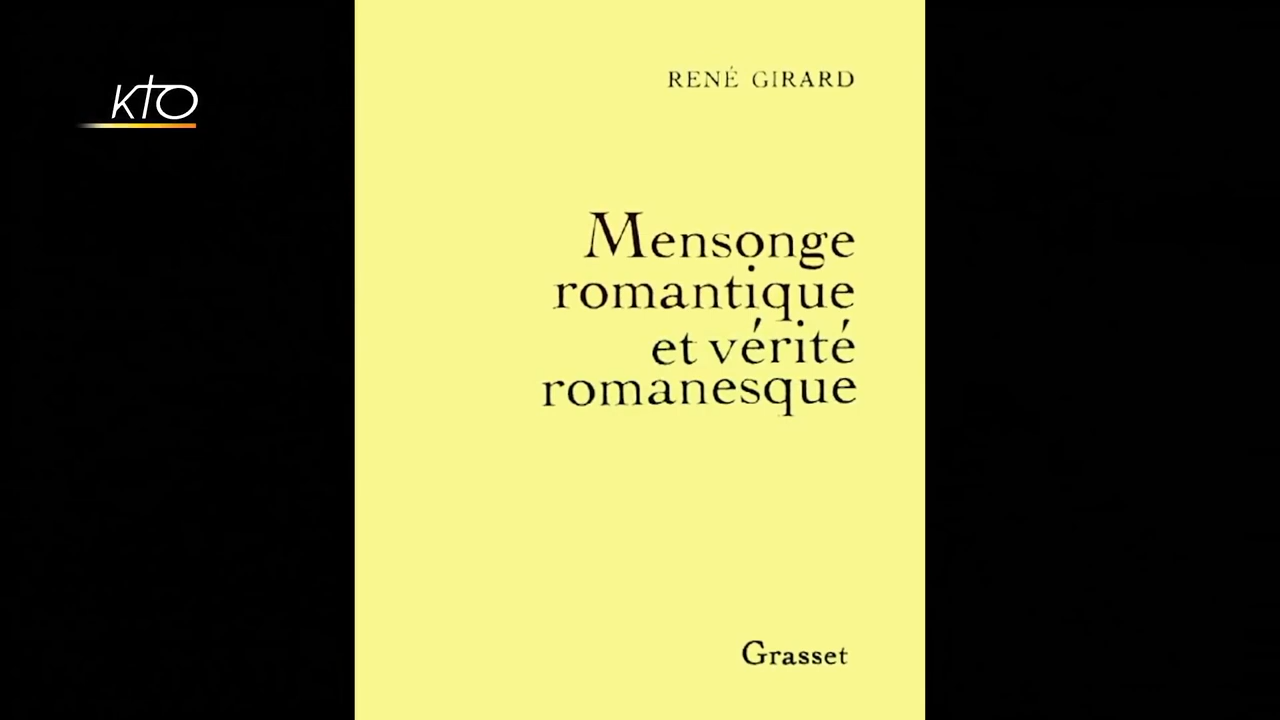 KTO
RENÉ GIRARD
Mensonge
romantique
et vérité
romanesque
Grasset